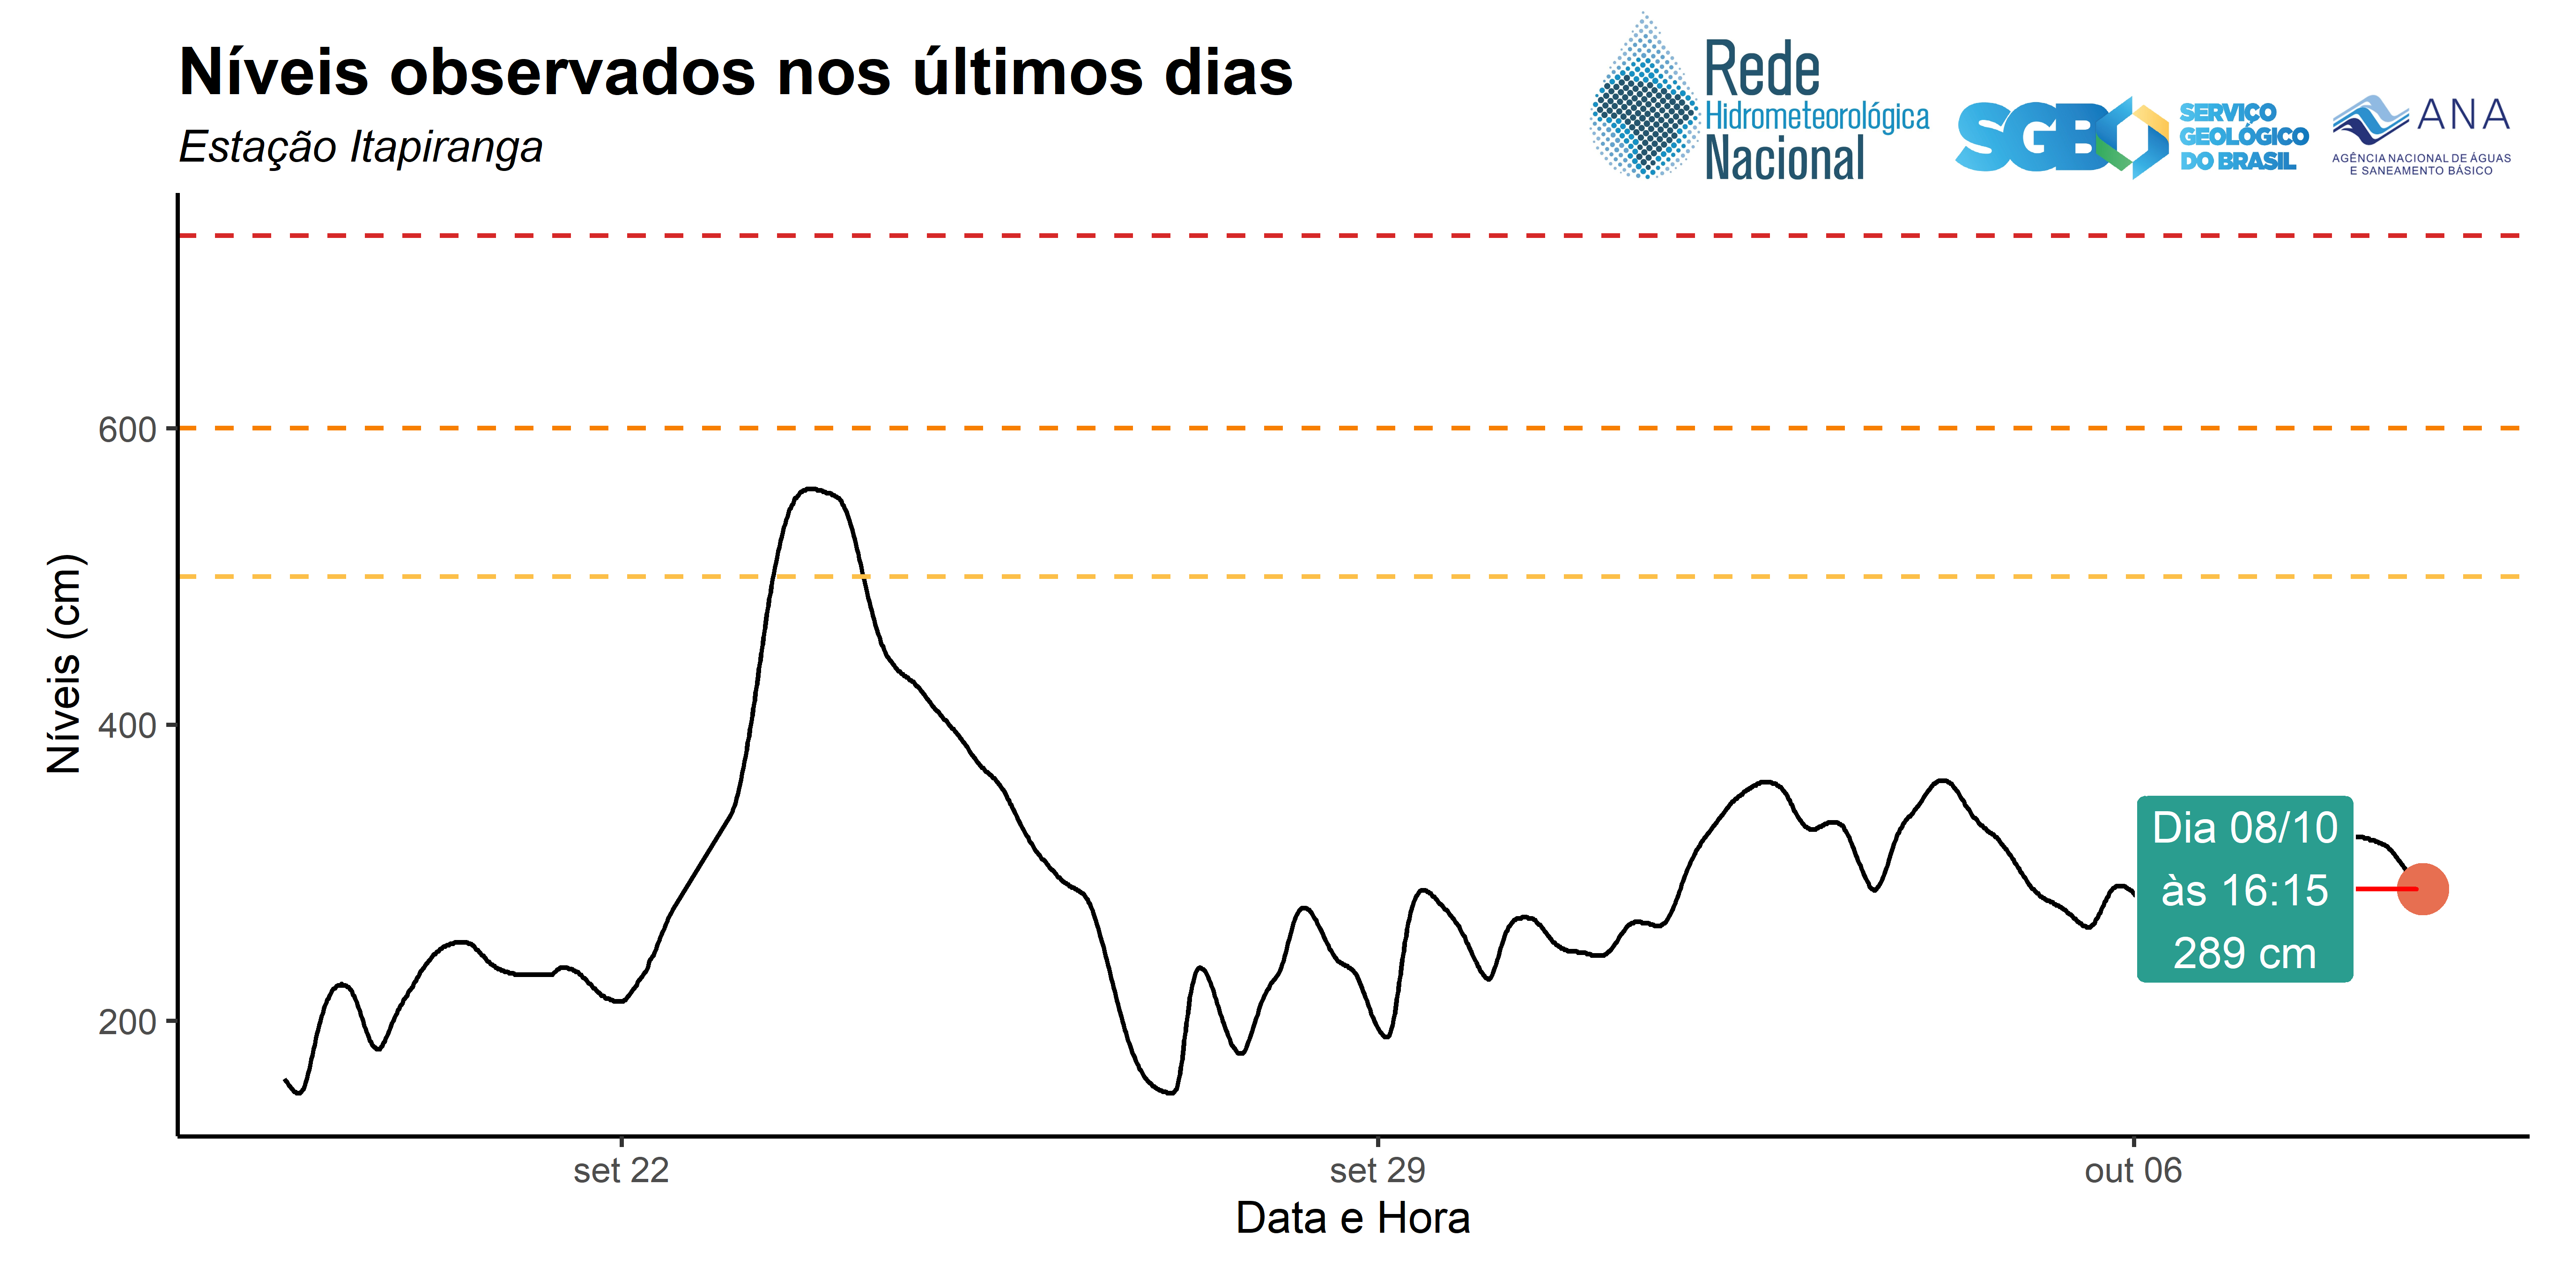 Níveis observados nos últimos dias
Estação Itapiranga
Rede
Hidrometeorológica
Nacional
SGB
SERVIÇO
GEOLÓGICO
DO BRASIL
ANA
AGÊNCIA NACIONAL DE ÁGUAS
E SANEAMENTO BÁSICO
Níveis (cm)
600
400
200
Dia 08/10
às 16:15
289 cm
set 22
set 29
out 06
Data e Hora